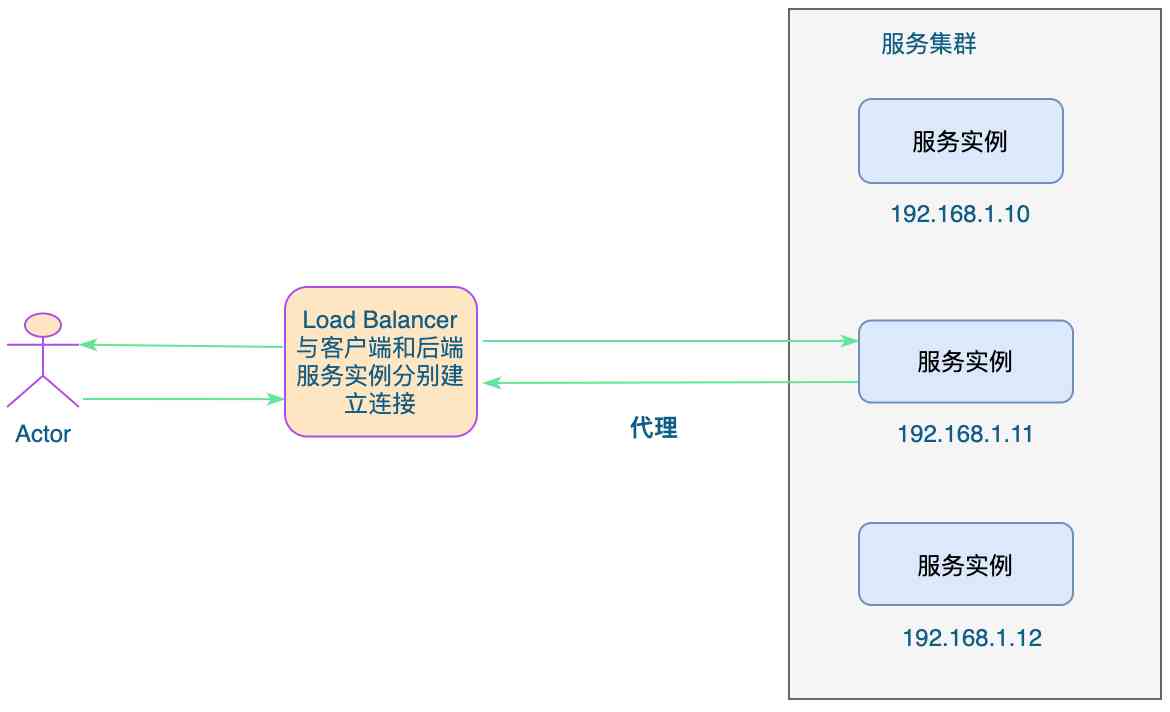 服务集群
服务实例
192.168.1.10
Load Balancer
与客户端和后端
服务实例分别建
立连接
服务实例
代理
Actor
192.168.1.11
服务实例
192.168.1.12